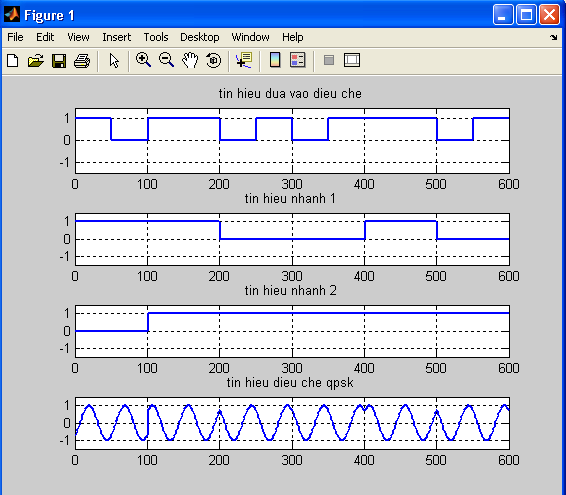 Figure 1
File Edit View Insert Tools Desktop Window Help
tin hieu dua vao dieu che
1
0
-1
0 100 200 300 400 500 600
tin hieu nhanh 1
1
0
-1
0 100 200 300 400 500 600
tin hieu nhanh 2
1
0
-1
0 100 200 300 400 500 600
tin hieu dieu che qpsk
1
0
-1
0 100 200 300 400 500 600